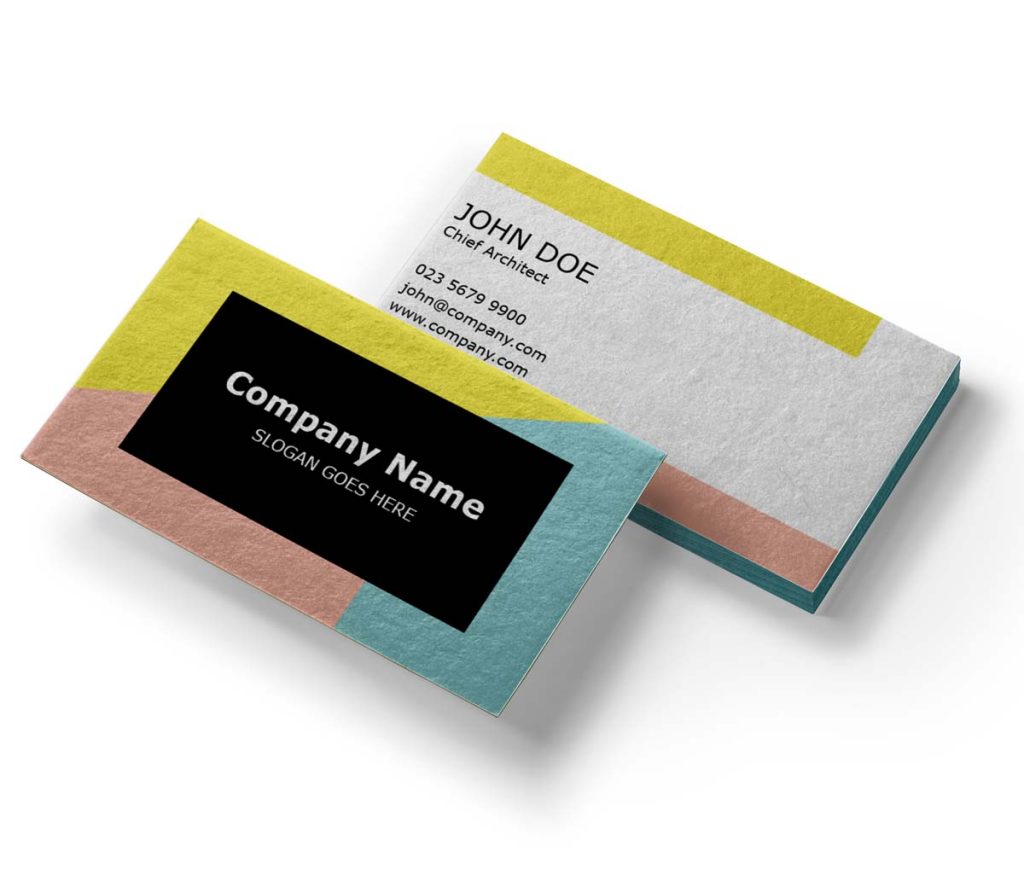 JOHN DOE
Chief Architect
023 5679 9900
john@company.com
www.company.com
Company Name
SLOGAN GOES HERE